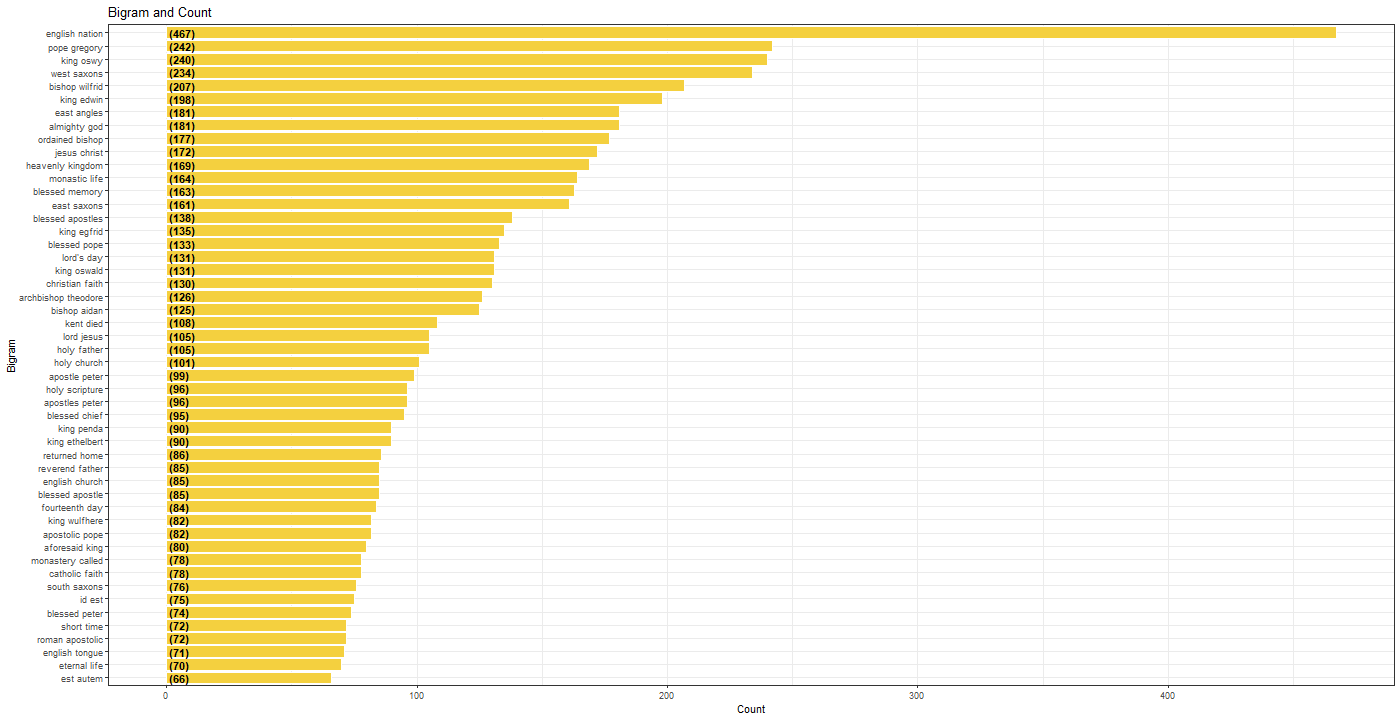 Bigram and Count
english nation (467)
pope gregory (242)
king oswy (240)
west saxons (234)
bishop wilfrid (207)
king edwin (198)
east angles (181)
almighty god (181)
ordained bishop (177)
jesus christ (172)
heavenly kingdom (169)
monastic life (164)
blessed memory (163)
east saxons (161)
blessed apostles (138)
king egfrid (135)
blessed pope (133)
lord's day (131)
king oswald (131)
christian faith (130)
archbishop theodore (126)
bishop aidan (125)
kent died (108)
lord jesus (105)
holy father (105)
holy church (101)
apostle peter (99)
holy scripture (96)
apostles peter (96)
blessed chief (95)
king penda (90)
king ethelbert (90)
returned home (86)
reverend father (85)
english church (85)
blessed apostle (85)
fourteenth day (84)
king wulfhere (82)
apostolic pope (82)
aforesaid king (80)
monastery called (78)
catholic faith (78)
south saxons (76)
id est (75)
blessed peter (74)
short time (72)
roman apostolic (72)
english tongue (71)
eternal life (70)
est autem (66)
Bigram
0 100 200 300 400
Count